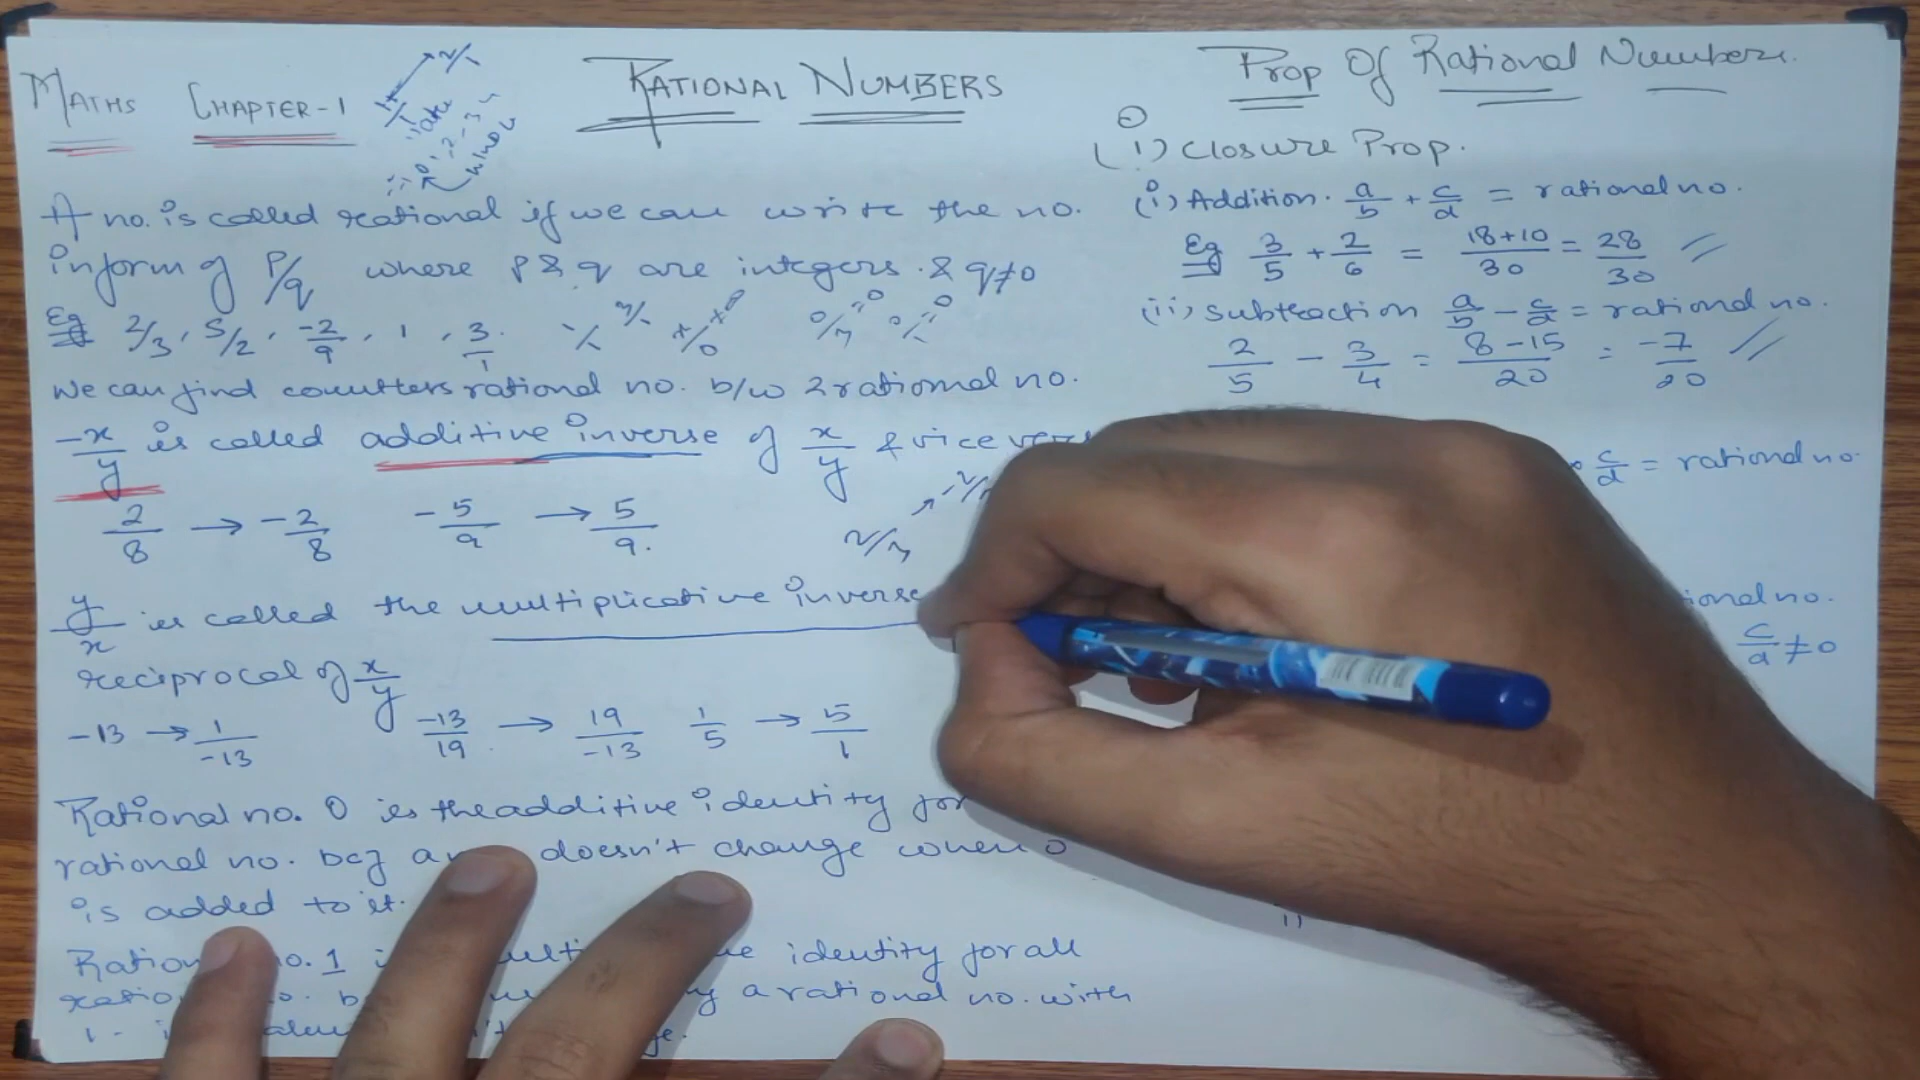 MATHS CHAPTER-1
RATIONAL NUMBERS
A no. is called rational if we can write the no.
in form of P/q where p & q are integers. & q≠0
Eg 2/3, 5/2, -2/9, 1, 3/1
we can find countless rational no. b/w 2 rational no.
-x/y is called additive inverse of x/y & vice
2/8 → -2/8 -5/9 → 5/9.
y/x is called the multiplicative inverse
reciprocal of x/y
-13 → 1/-13 -13/19 → 19/-13 1/5 → 5/1
Rational no. 0 is the additive identity for
rational no. bcz a doesn't change when 0
is added to it.
no. 1 identity for all
a rational no. with
1
Prop Of Rational Numbers.
(i) Closure Prop.
(i) Addition. a/b + c/d = rational no.
Eg 3/5 + 2/6 = 18+10/30 = 28/30
(ii) Subtraction a/b - c/d = rational no.
2/5 - 3/4 = 8-15/20 = -7/20
c/d = rational no.
no.
c/d ≠0